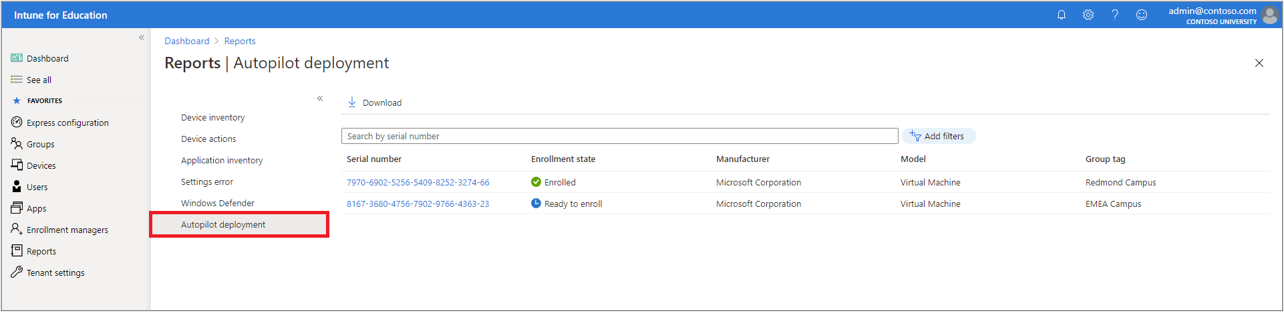 Intune for Education
admin@contoso.com
CONTOSO UNIVERSITY
Dashboard
See all
FAVORITES
Express configuration
Groups
Devices
Users
Apps
Enrollment managers
Reports
Tenant settings
Dashboard > Reports
Reports | Autopilot deployment
Device inventory
Device actions
Application inventory
Settings error
Windows Defender
Autopilot deployment
Download
Search by serial number Add filters
Serial number Enrollment state Manufacturer Model Group tag
7970-6902-5256-5409-8252-3274-66 Enrolled Microsoft Corporation Virtual Machine Redmond Campus
8167-3680-4756-7902-9766-4363-23 Ready to enroll Microsoft Corporation Virtual Machine EMEA Campus